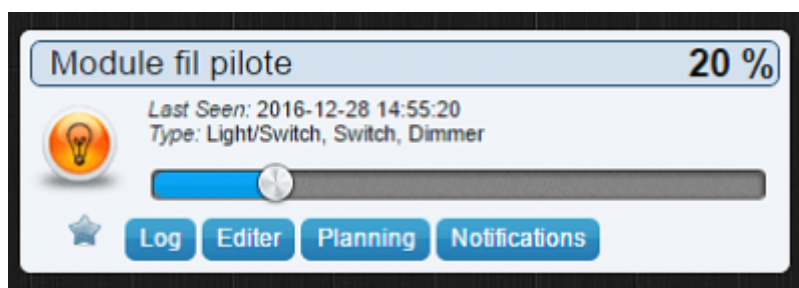 Module fil pilote 20 %
Last Seen: 2016-12-28 14:55:20
Type: Light/Switch, Switch, Dimmer
Log Editer Planning Notifications